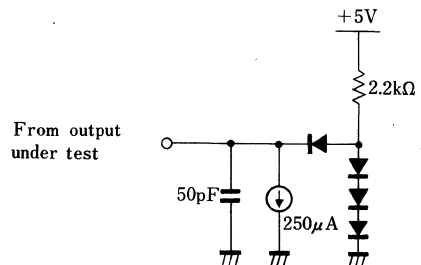 +5V
2.2kΩ
From output
under test
50pF
250μA